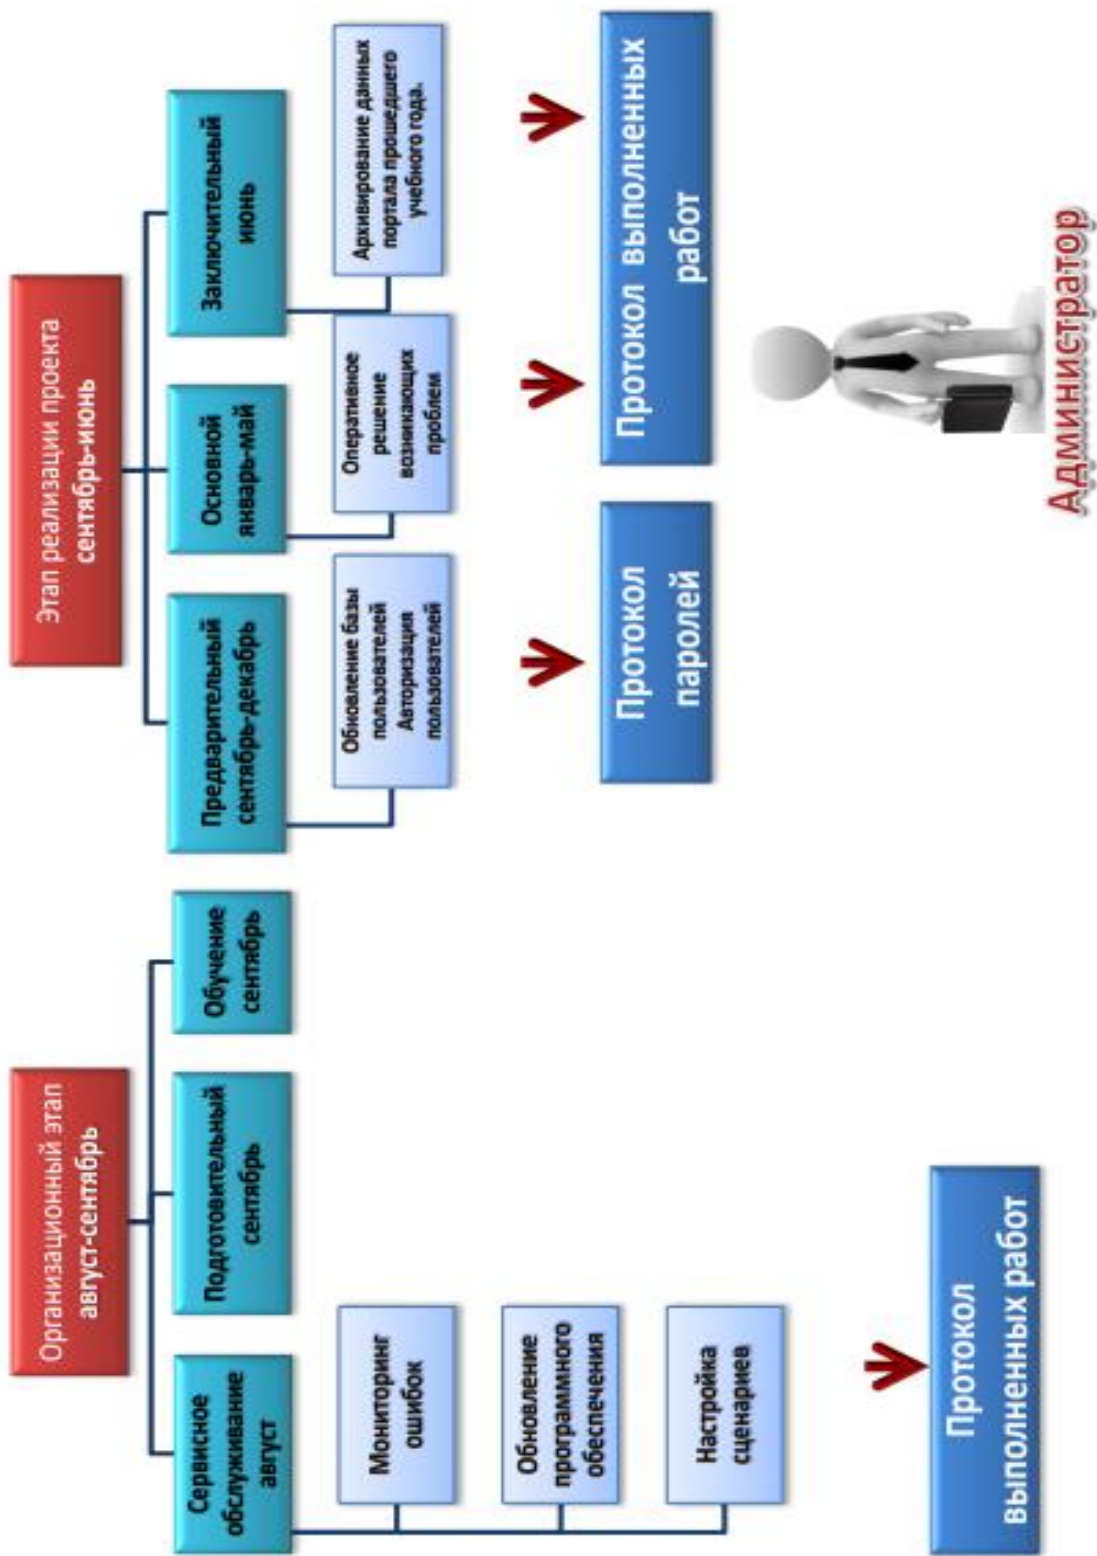 Организационный этап
август-сентябрь
Сервисное
обслуживание
август
Подготовительный
сентябрь
Обучение
сентябрь
Мониторинг
ошибок
Обновление
программного
обеспечения
Настройка
сценариев
Протокол
выполненных работ
Этап реализации проекта
сентябрь-июнь
Предварительный
сентябрь-декабрь
Основной
январь-май
Заключительный
июнь
Обновление базы
пользователей
Авторизация
пользователей
Оперативное
решение
возникающих
проблем
Архивирование данных
портала прошедшего
учебного года.
Протокол
паролей
Протокол выполненных
работ
Администратор